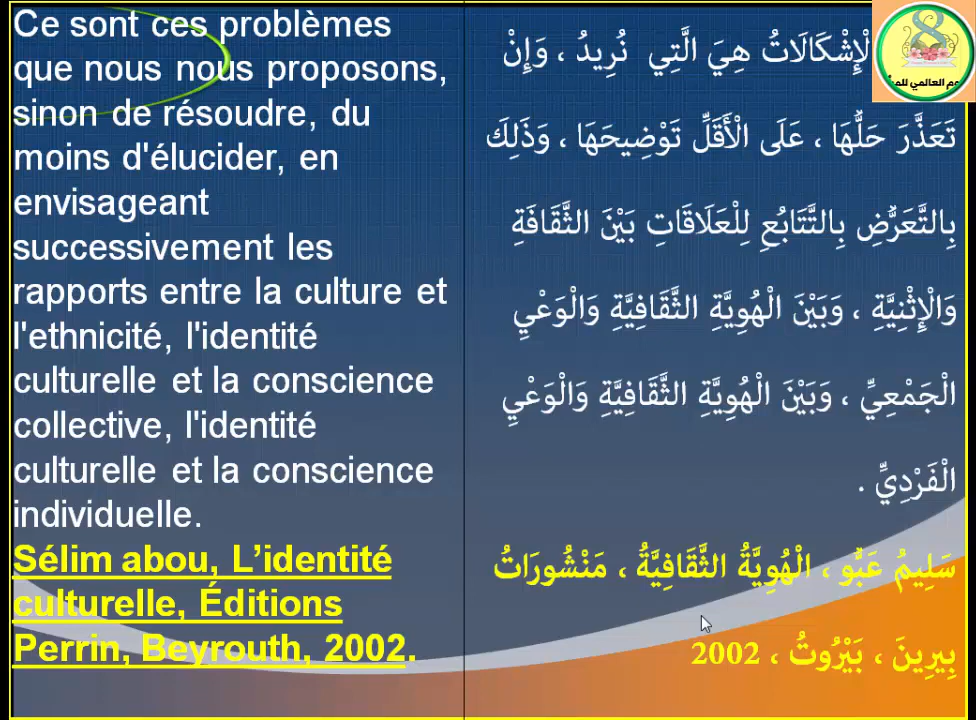 Ce sont ces problèmes
que nous nous proposons,
sinon de résoudre, du
moins d'élucider, en
envisageant
successivement les
rapports entre la culture et
l'ethnicité, l'identité
culturelle et la conscience
collective, l'identité
culturelle et la conscience
individuelle.
Sélim abou, L’identité
culturelle, Éditions
Perrin, Beyrouth, 2002.
الْإِشْكَالَاتُ هِيَ الَّتِي نُرِيدُ ، وَإِنْ
تَعَذَّرَ حَلُّهَا ، عَلَى الْأَقَلِّ تَوْضِيحَهَا ، وَذَلِكَ
بِالتَّعَرُّضِ بِالتَّتَابُعِ لِلْعَلَاقَاتِ بَيْنَ الثَّقَافَةِ
وَالْإِثْنِيَّةِ ، وَبَيْنَ الْهُوِيَّةِ الثَّقَافِيَّةِ وَالْوَعْيِ
الْجَمْعِيِّ ، وَبَيْنَ الْهُوِيَّةِ الثَّقَافِيَّةِ وَالْوَعْيِ
الْفَرْدِيِّ .
سَلِيمُ عَبُّو ، الْهُوِيَّةُ الثَّقَافِيَّةُ ، مَنْشُورَاتُ
بِيرِينَ ، بَيْرُوتُ ، 2002